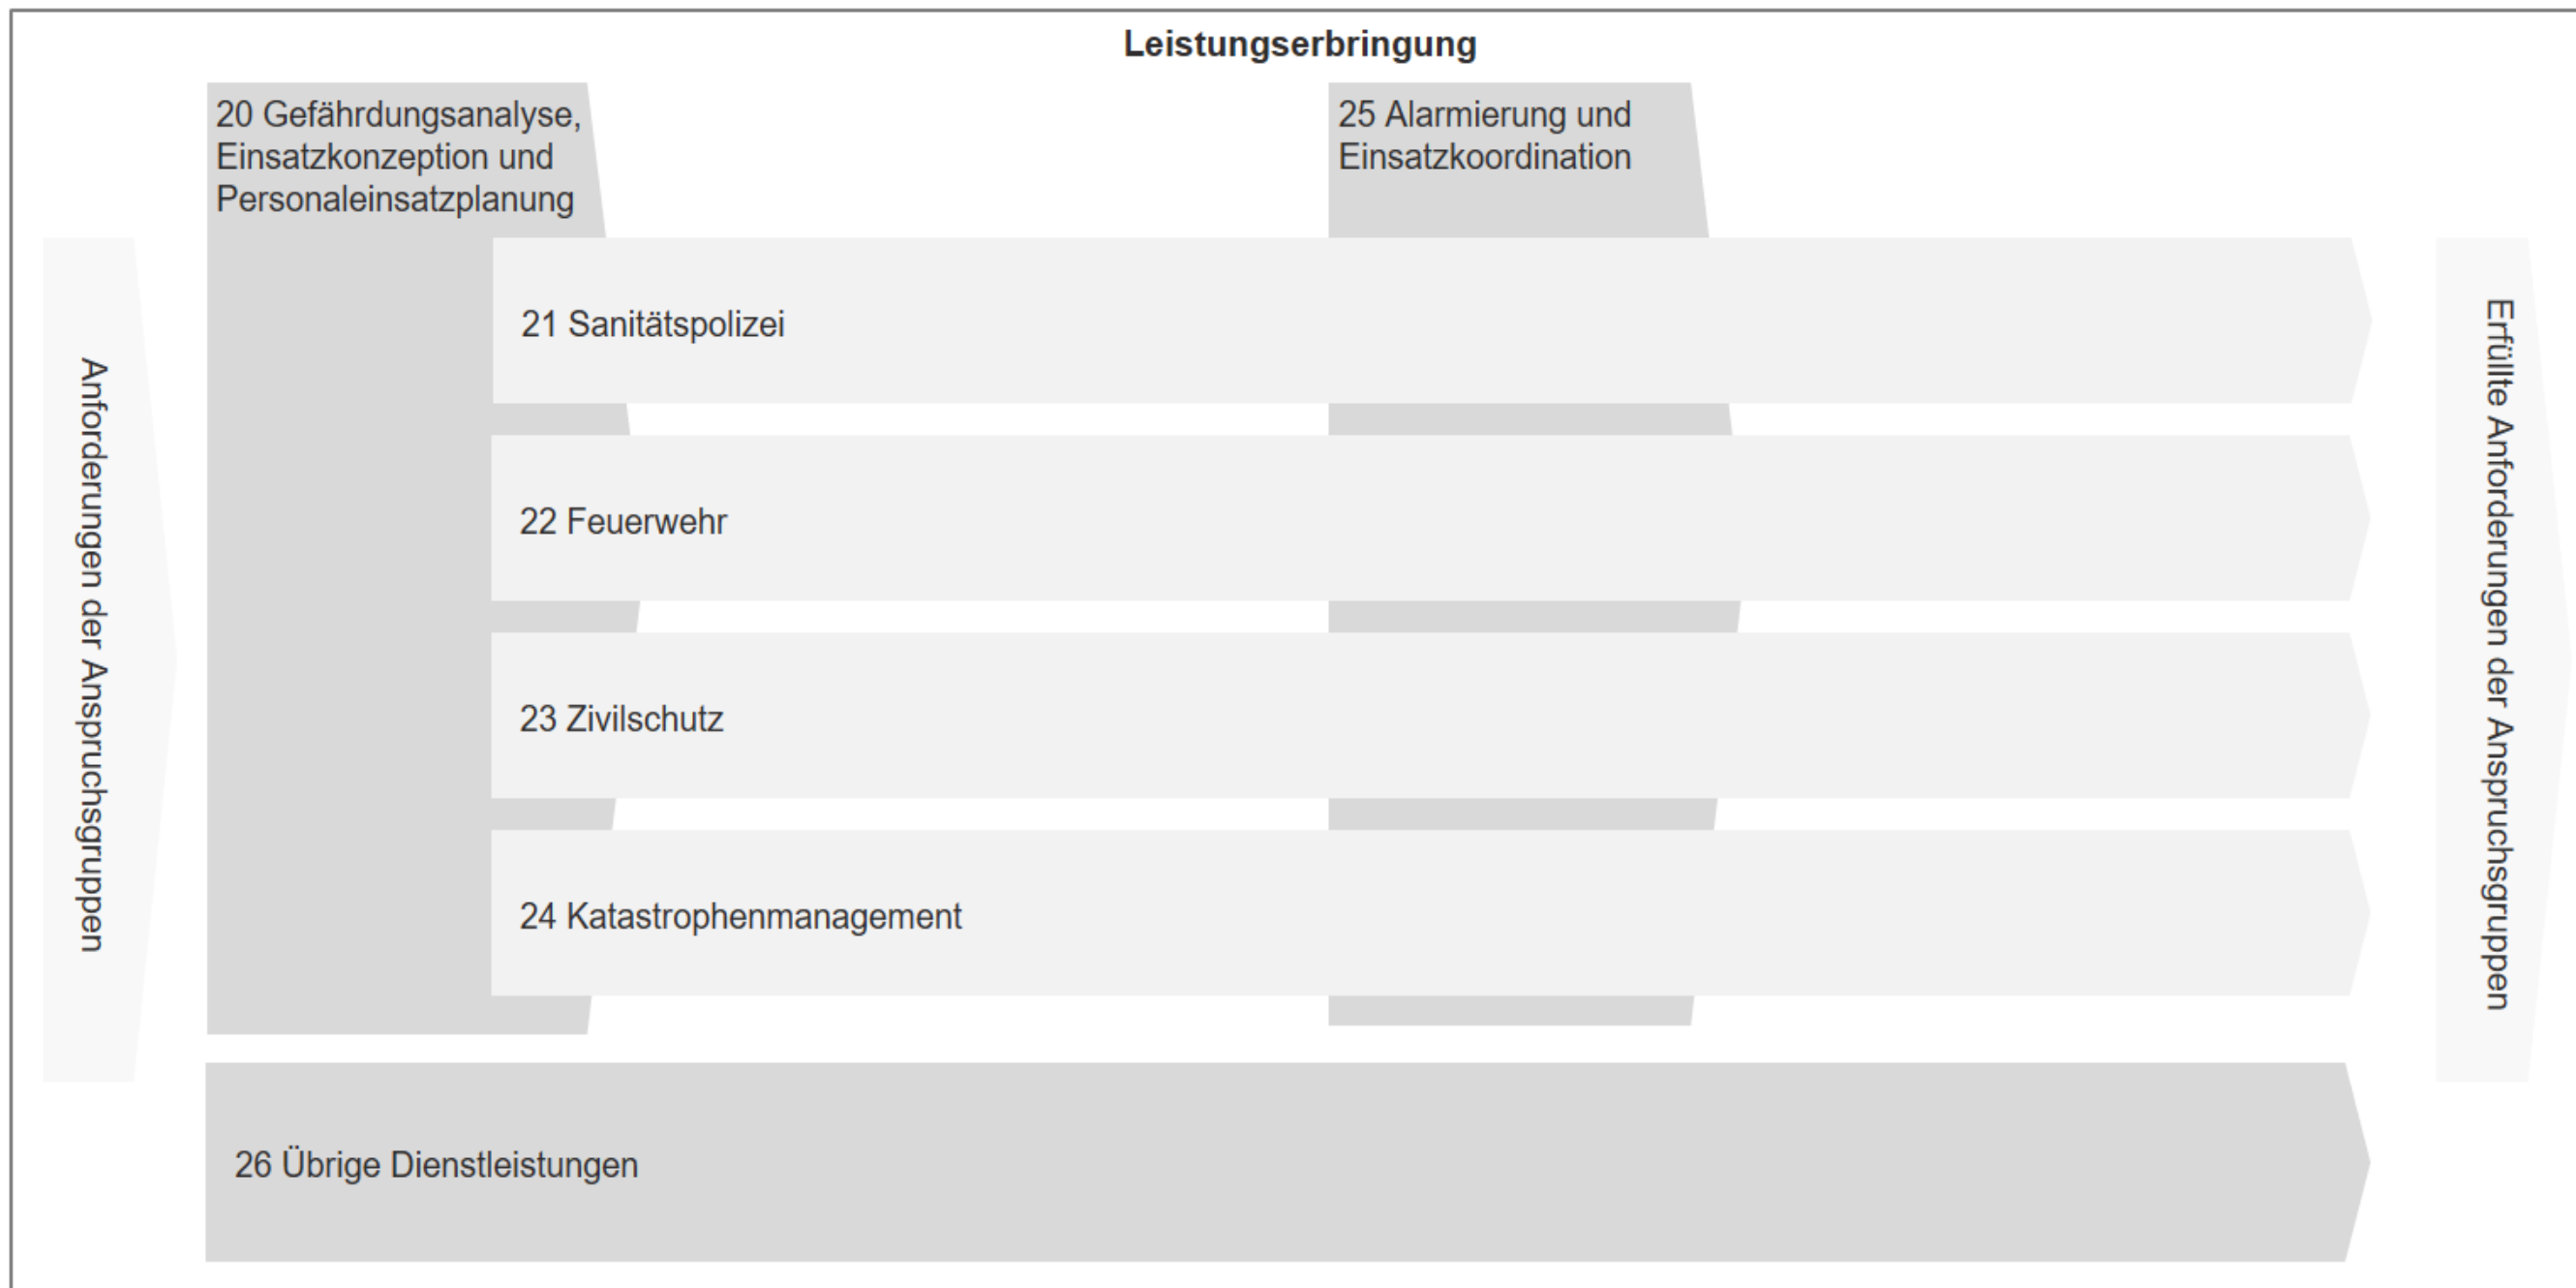 Leistungserbringung
20 Gefährdungsanalyse,
Einsatzkonzeption und
Personaleinsatzplanung
25 Alarmierung und
Einsatzkoordination
Anforderungen der Anspruchsgruppen
21 Sanitätspolizei
22 Feuerwehr
23 Zivilschutz
24 Katastrophenmanagement
26 Übrige Dienstleistungen
Erfüllte Anforderungen der Anspruchsgruppen